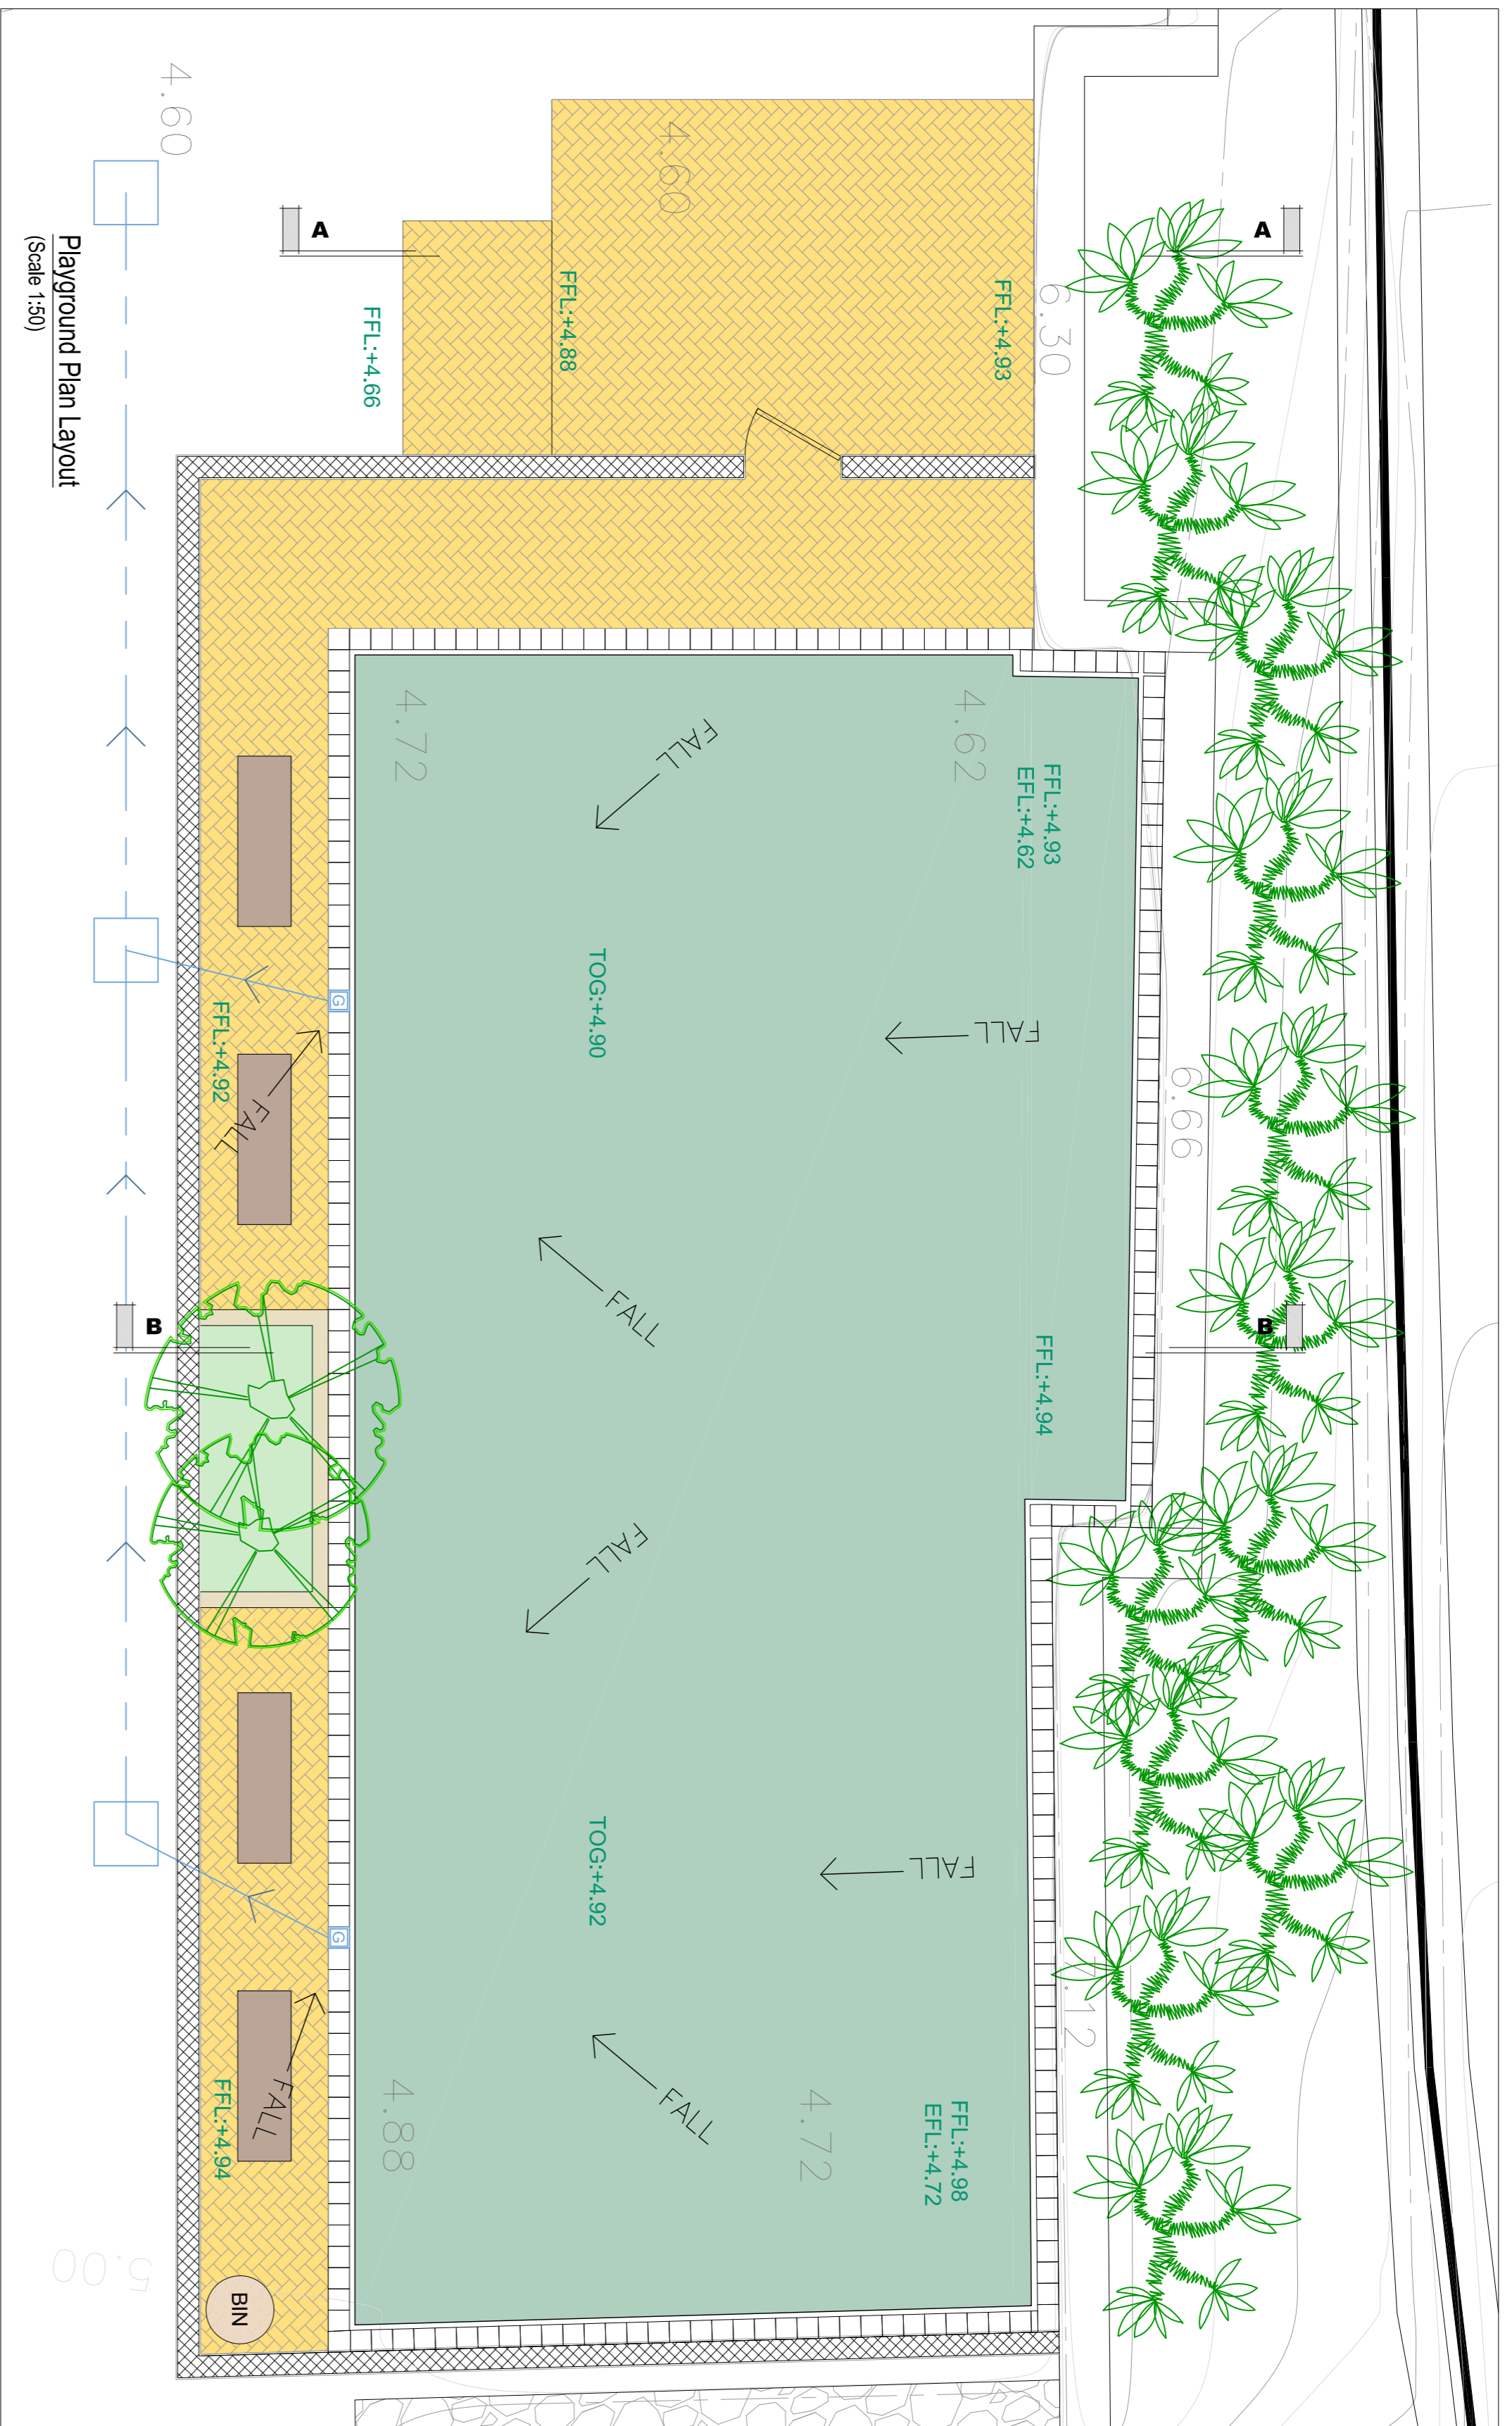 Playground Plan Layout
(Scale 1:50)
4.60
4.60
A
A
FFL:+4.66
FFL:+4.88
FFL:+4.93
6.30
4.72
4.62
FALL
FFL:+4.93
EFL:+4.62
TOG:+4.90
FALL
G
FFL:+4.92
FALL
6.66
FALL
B
B
FFL:+4.94
FALL
TOG:+4.92
FALL
G
7.12
FALL
FFL:+4.94
FALL
4.88
4.72
FFL:+4.98
EFL:+4.72
5.00
BIN